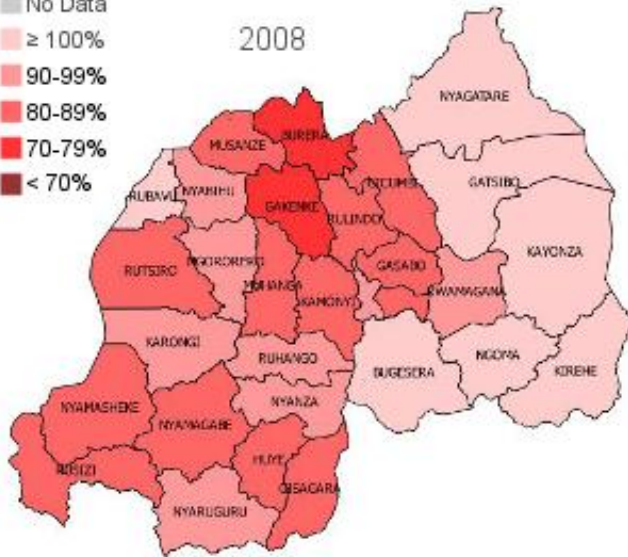 No Data
≥ 100%
90-99%
80-89%
70-79%
< 70%
2008
NYAGATARE
BURERA
MUSANZE
GICUMBI
GATSIBO
RUBAVU
NYABIHU
GAKENKE
RULINDO
KAYONZA
NGORORERO
GASABO
RUTSIRO
MUHANGA
KAMONYI
RWAMAGANA
KARONGI
RUHANGO
NGOMA
BUGESERA
KIREHE
NYANZA
NYAMASHEKE
NYAMAGABE
HUYE
RUSIZI
GISAGARA
NYARUGURU